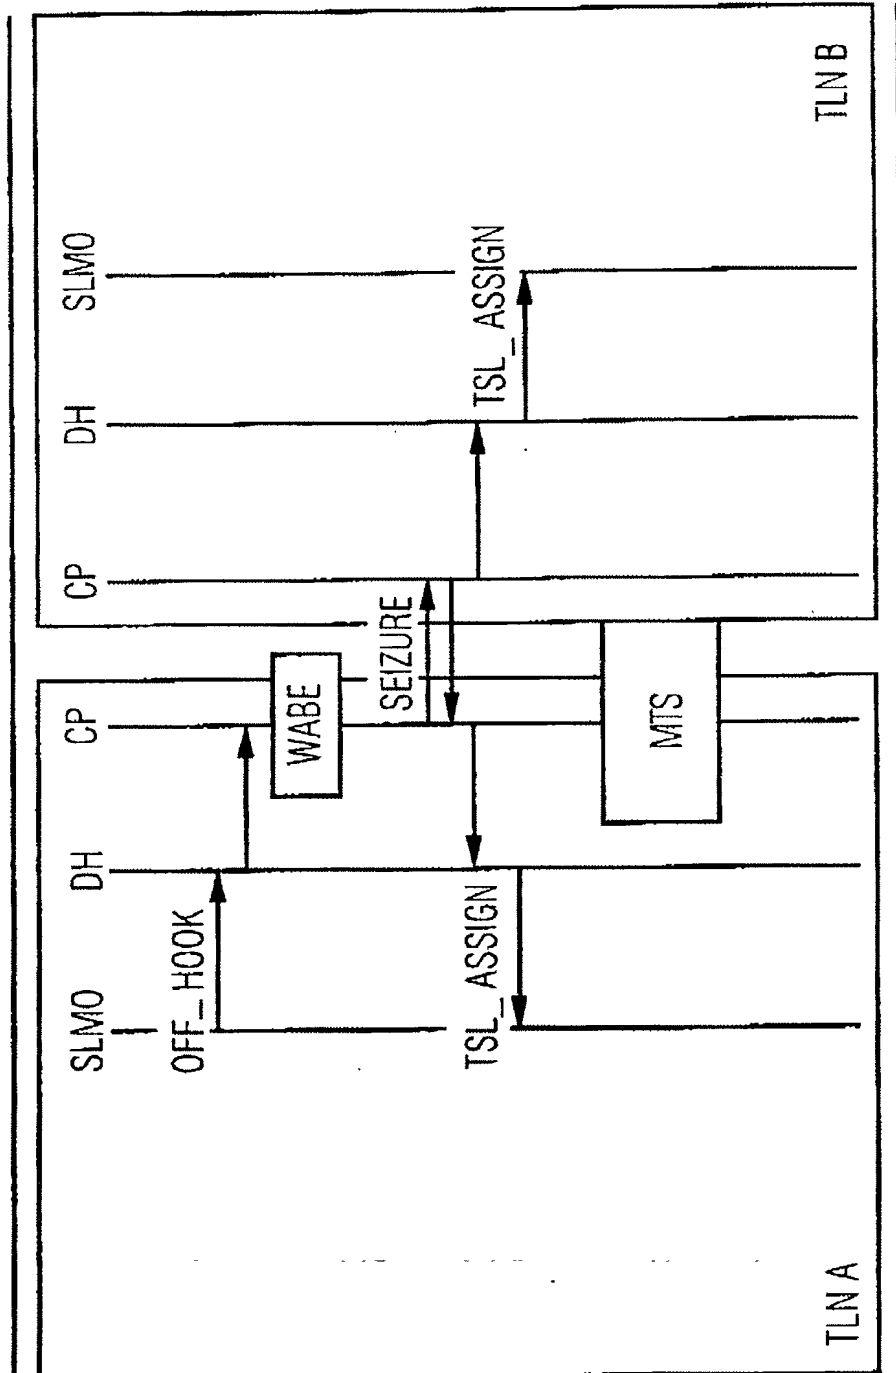 SLMO
DH
CP
CP
DH
SLMO
OFF_HOOK
WABE
SEIZURE
TSL_ASSIGN
TSL_ASSIGN
MTS
TLN A
TLN B